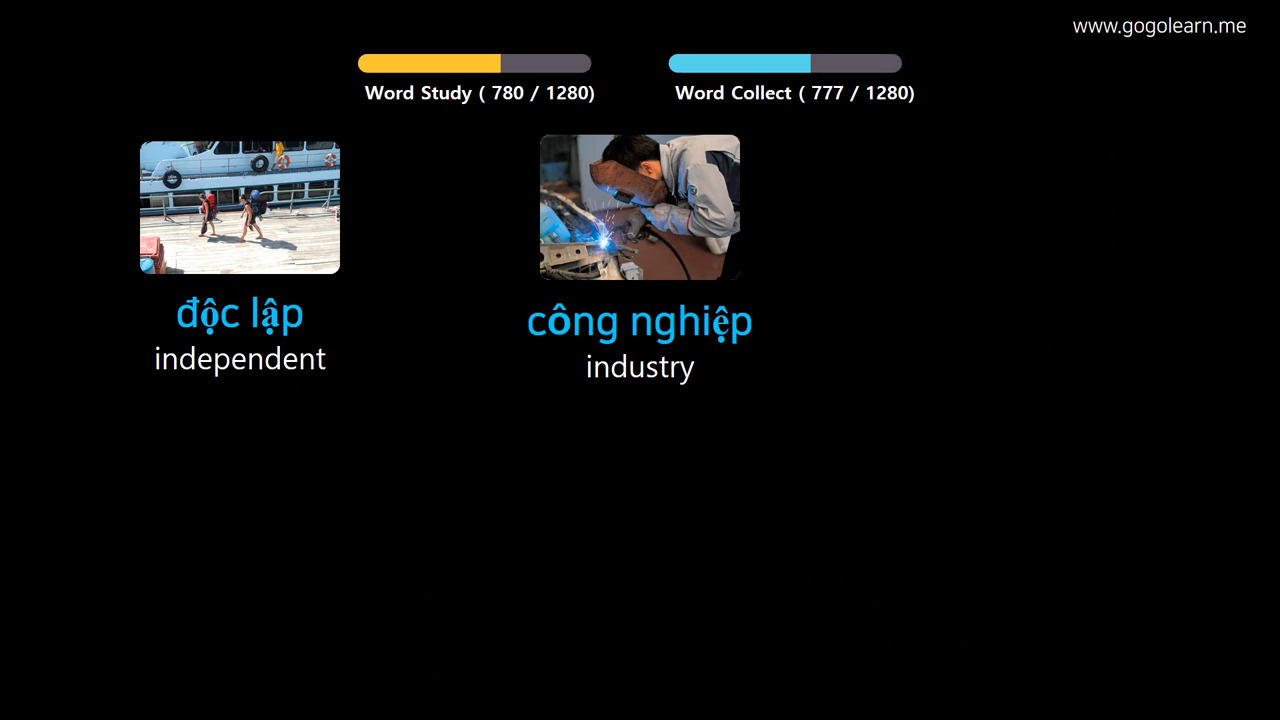 www.gogolearn.me
Word Study ( 780 / 1280)
Word Collect ( 777 / 1280)
độc lập
independent
công nghiệp
industry